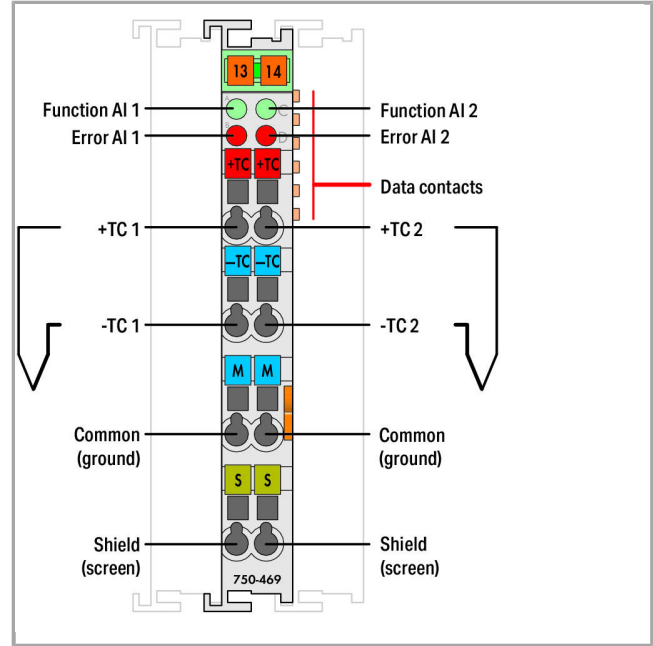 13 14
A C
Function AI 1
Function AI 2
B D
Error AI 1
Error AI 2
+TC +TC
Data contacts
+TC 1
+TC 2
–TC –TC
-TC 1
-TC 2
M M
Common
(ground)
Common
(ground)
S S
Shield
(screen)
Shield
(screen)
750-469